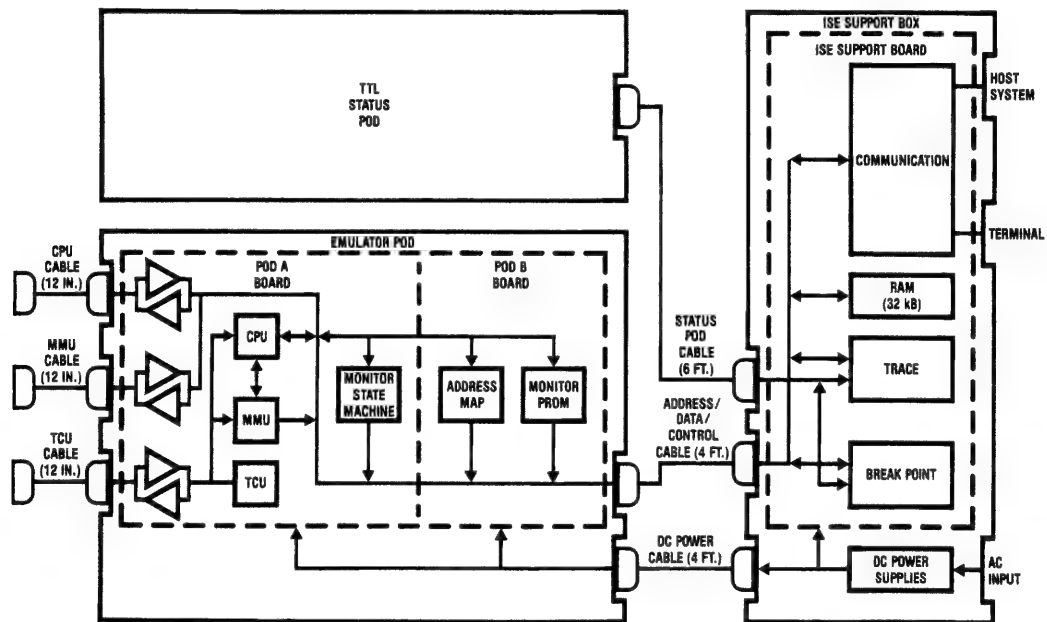 TTL
STATUS
POD
ISE SUPPORT BOX
ISE SUPPORT BOARD
HOST
SYSTEM
COMMUNICATION
TERMINAL
RAM
(32 kB)
TRACE
BREAK POINT
DC POWER
SUPPLIES
AC
INPUT
STATUS
POD
CABLE
(6 FT.)
ADDRESS/
DATA/
CONTROL
CABLE (4 FT.)
DC POWER
CABLE (4 FT.)
EMULATOR POD
CPU
CABLE
(12 IN.)
MMU
CABLE
(12 IN.)
TCU
CABLE
(12 IN.)
POD A
BOARD
POD B
BOARD
CPU
MMU
TCU
MONITOR
STATE
MACHINE
ADDRESS
MAP
MONITOR
PROM